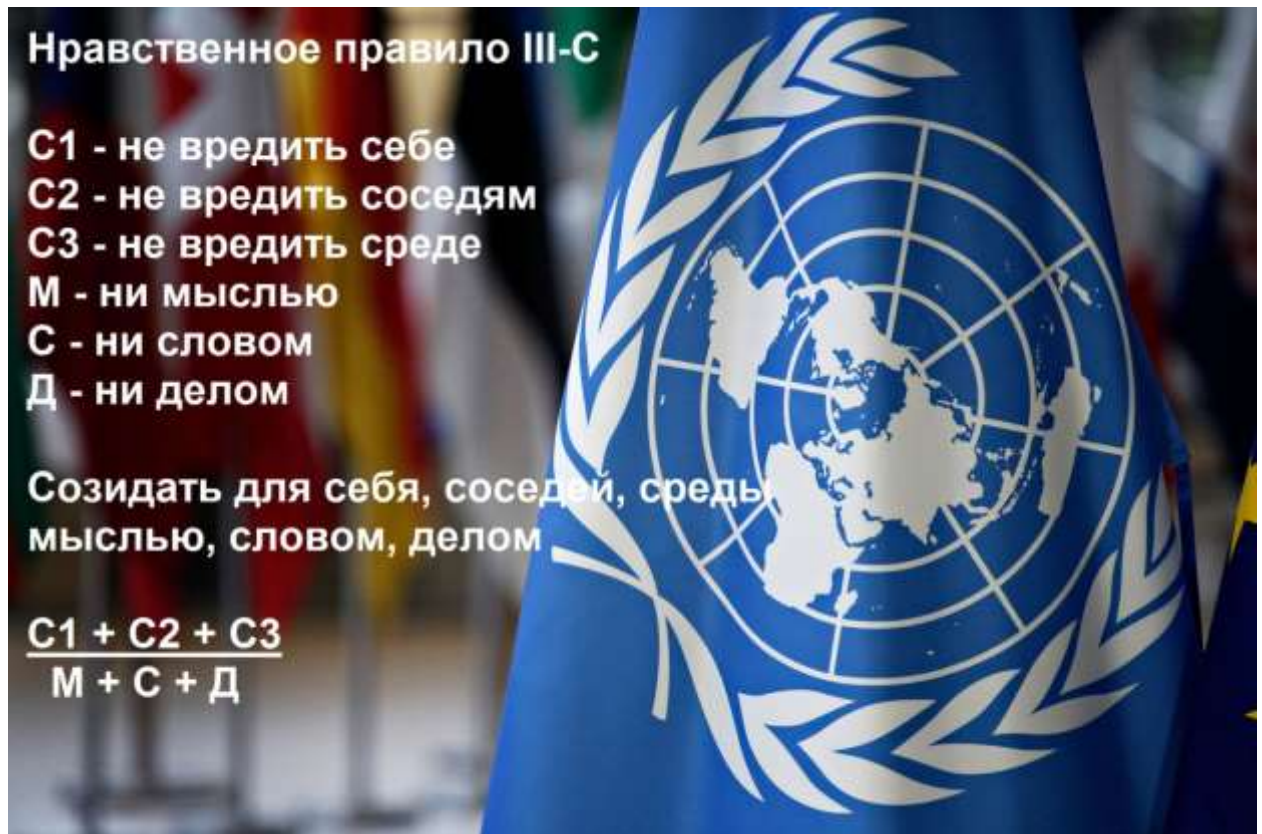 Нравственное правило III-С
С1 - не вредить себе
С2 - не вредить соседям
С3 - не вредить среде
М - ни мыслью
С - ни словом
Д - ни делом
Созидать для себя, соседей, среды
мыслью, словом, делом
С1 + С2 + С3
М + С + Д